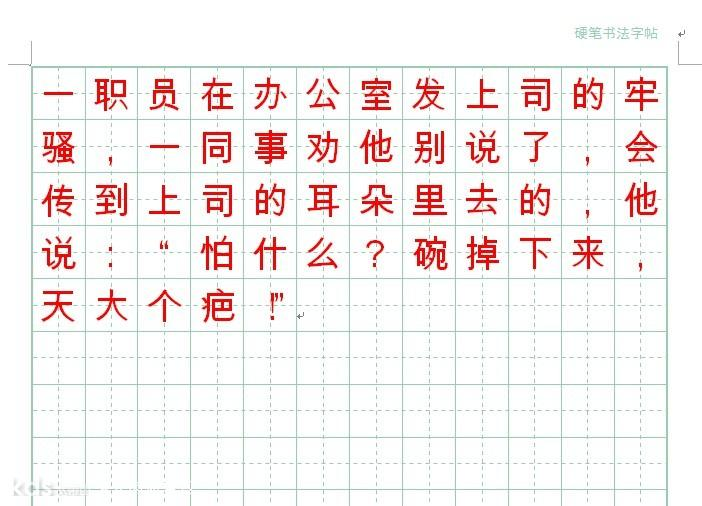 硬笔书法字帖
一职员在办公室发上司的牢
骚，一同事劝他别说了，会
传到上司的耳朵里去的，他
说：“怕什么？碗掉下来，
天大个疤！”
kds